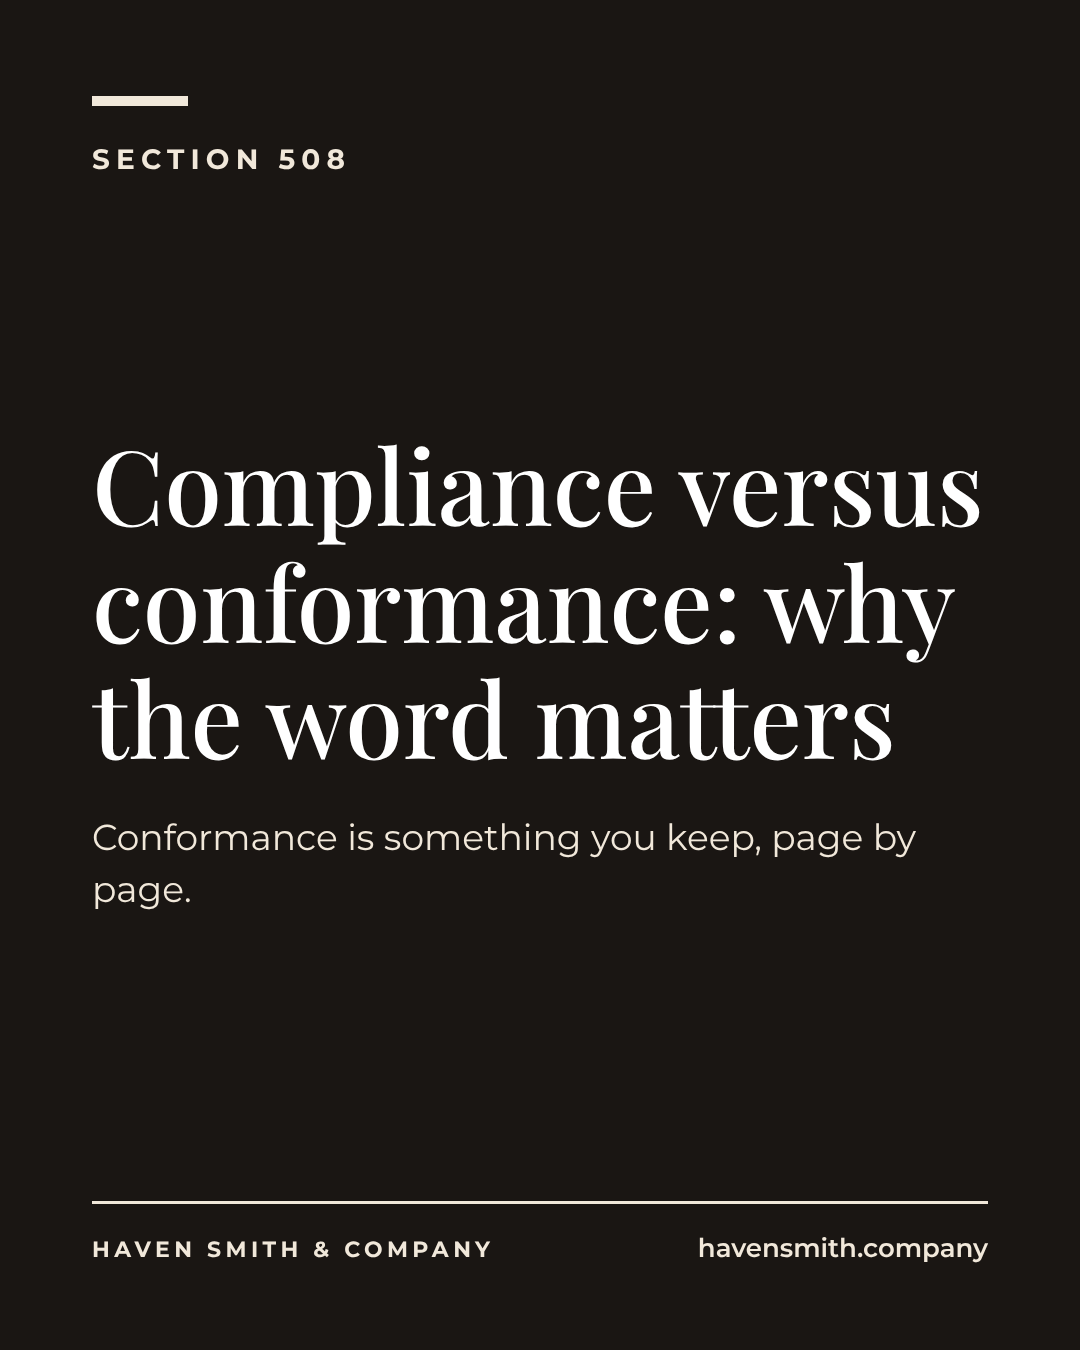 SECTION 508
Compliance versus
conformance: why
the word matters
Conformance is something you keep, page by
page.
HAVEN SMITH & COMPANY
havensmith.company